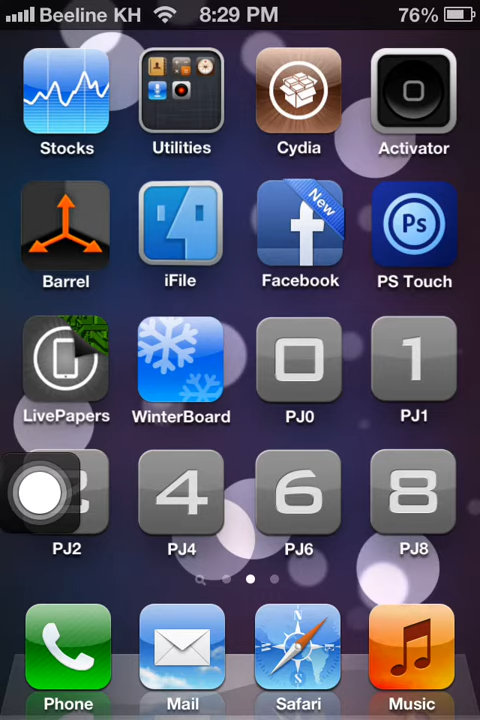 Beeline KH 8:29 PM 76%
Stocks Utilities Cydia Activator
New
Ps
Barrel iFile Facebook PS Touch
0 1
LivePapers WinterBoard PJ0 PJ1
2 4 6 8
PJ2 PJ4 PJ6 PJ8
Phone Mail Safari Music